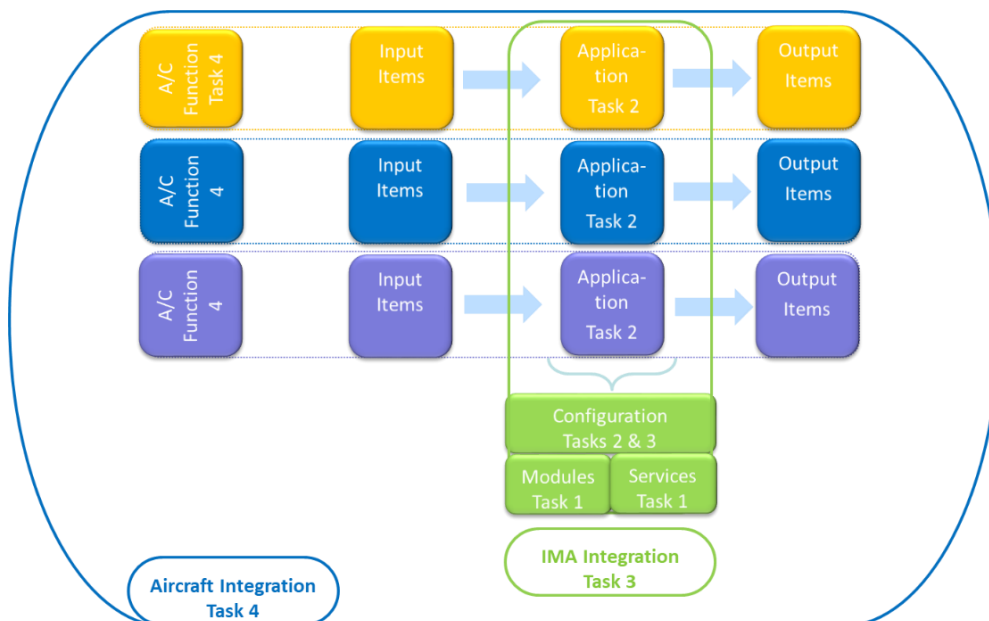 A/C
Function
Task 4
Input
Items
Applica-
tion
Task 2
Output
Items
A/C
Function
4
Input
Items
Applica-
tion
Task 2
Output
Items
A/C
Function
4
Input
Items
Applica-
tion
Task 2
Output
Items
Configuration
Tasks 2 & 3
Modules
Task 1
Services
Task 1
IMA Integration
Task 3
Aircraft Integration
Task 4